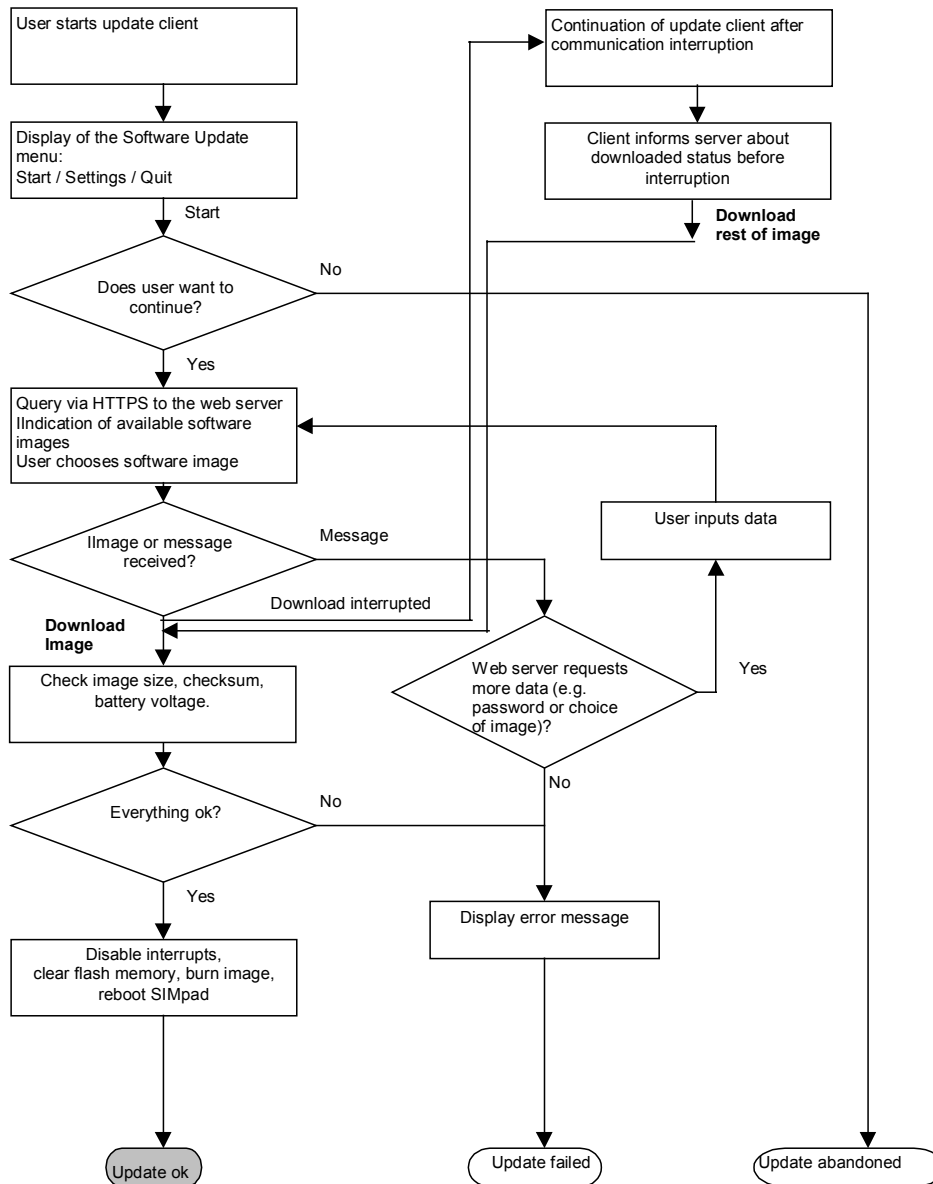 User starts update client
Continuation of update client after
communication interruption
Display of the Software Update
menu:
Start / Settings / Quit
Client informs server about
downloaded status before
interruption
Start
Download
rest of image
No
Does user want to
continue?
Yes
Query via HTTPS to the web server
IIndication of available software
images
User chooses software image
User inputs data
Message
IImage or message
received?
Download interrupted
Download
Image
Web server requests
more data (e.g.
password or choice
of image)?
Yes
Check image size, checksum,
battery voltage.
No
Everything ok?
No
Yes
Display error message
Disable interrupts,
clear flash memory, burn image,
reboot SIMpad
Update ok
Update failed
Update abandoned